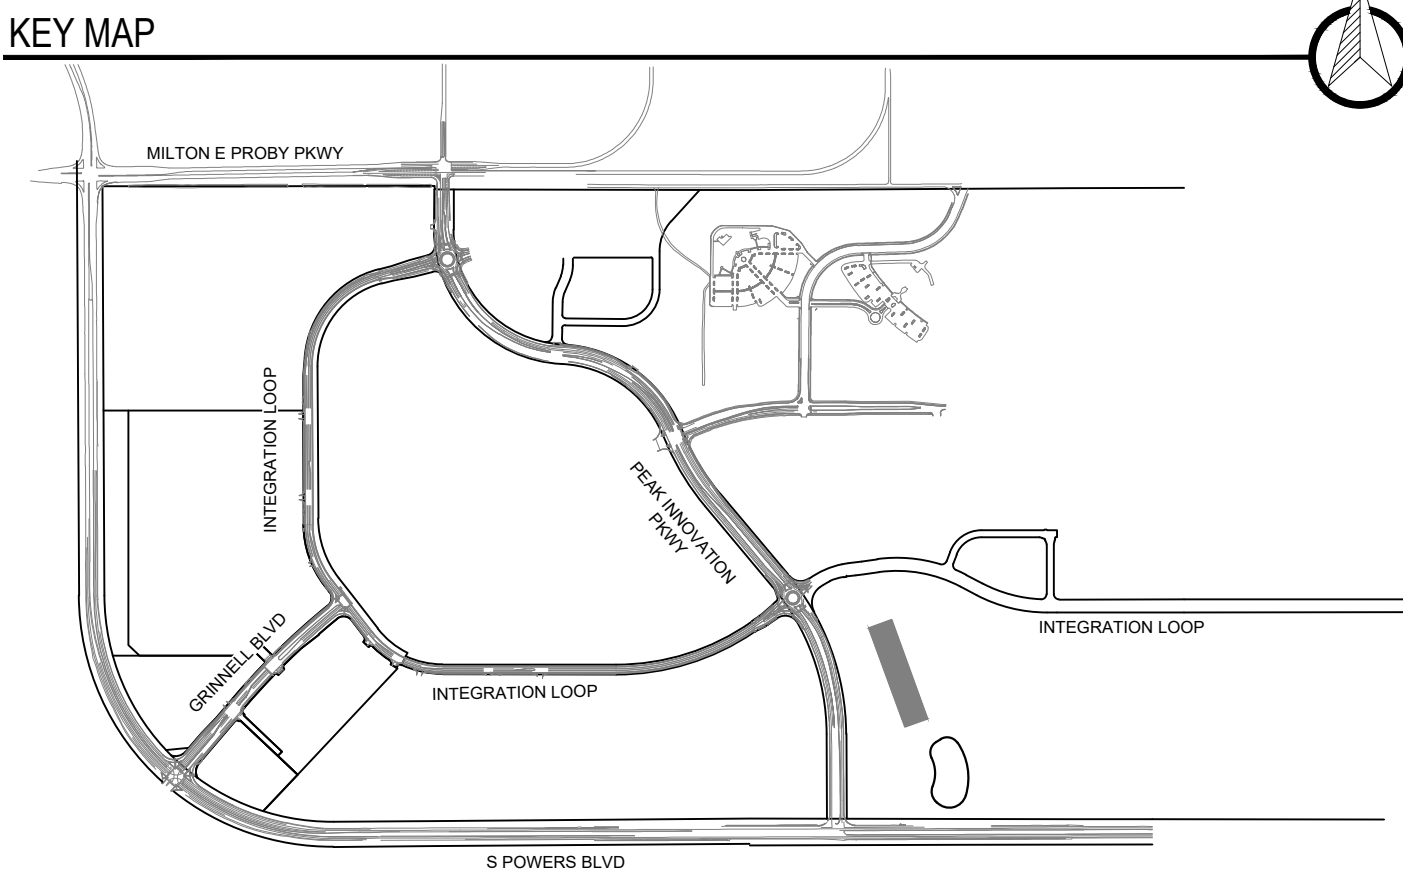 KEY MAP
MILTON E PROBY PKWY
INTEGRATION LOOP
PEAK INNOVATION
PKWY
GRINNELL BLVD
INTEGRATION LOOP
INTEGRATION LOOP
S POWERS BLVD